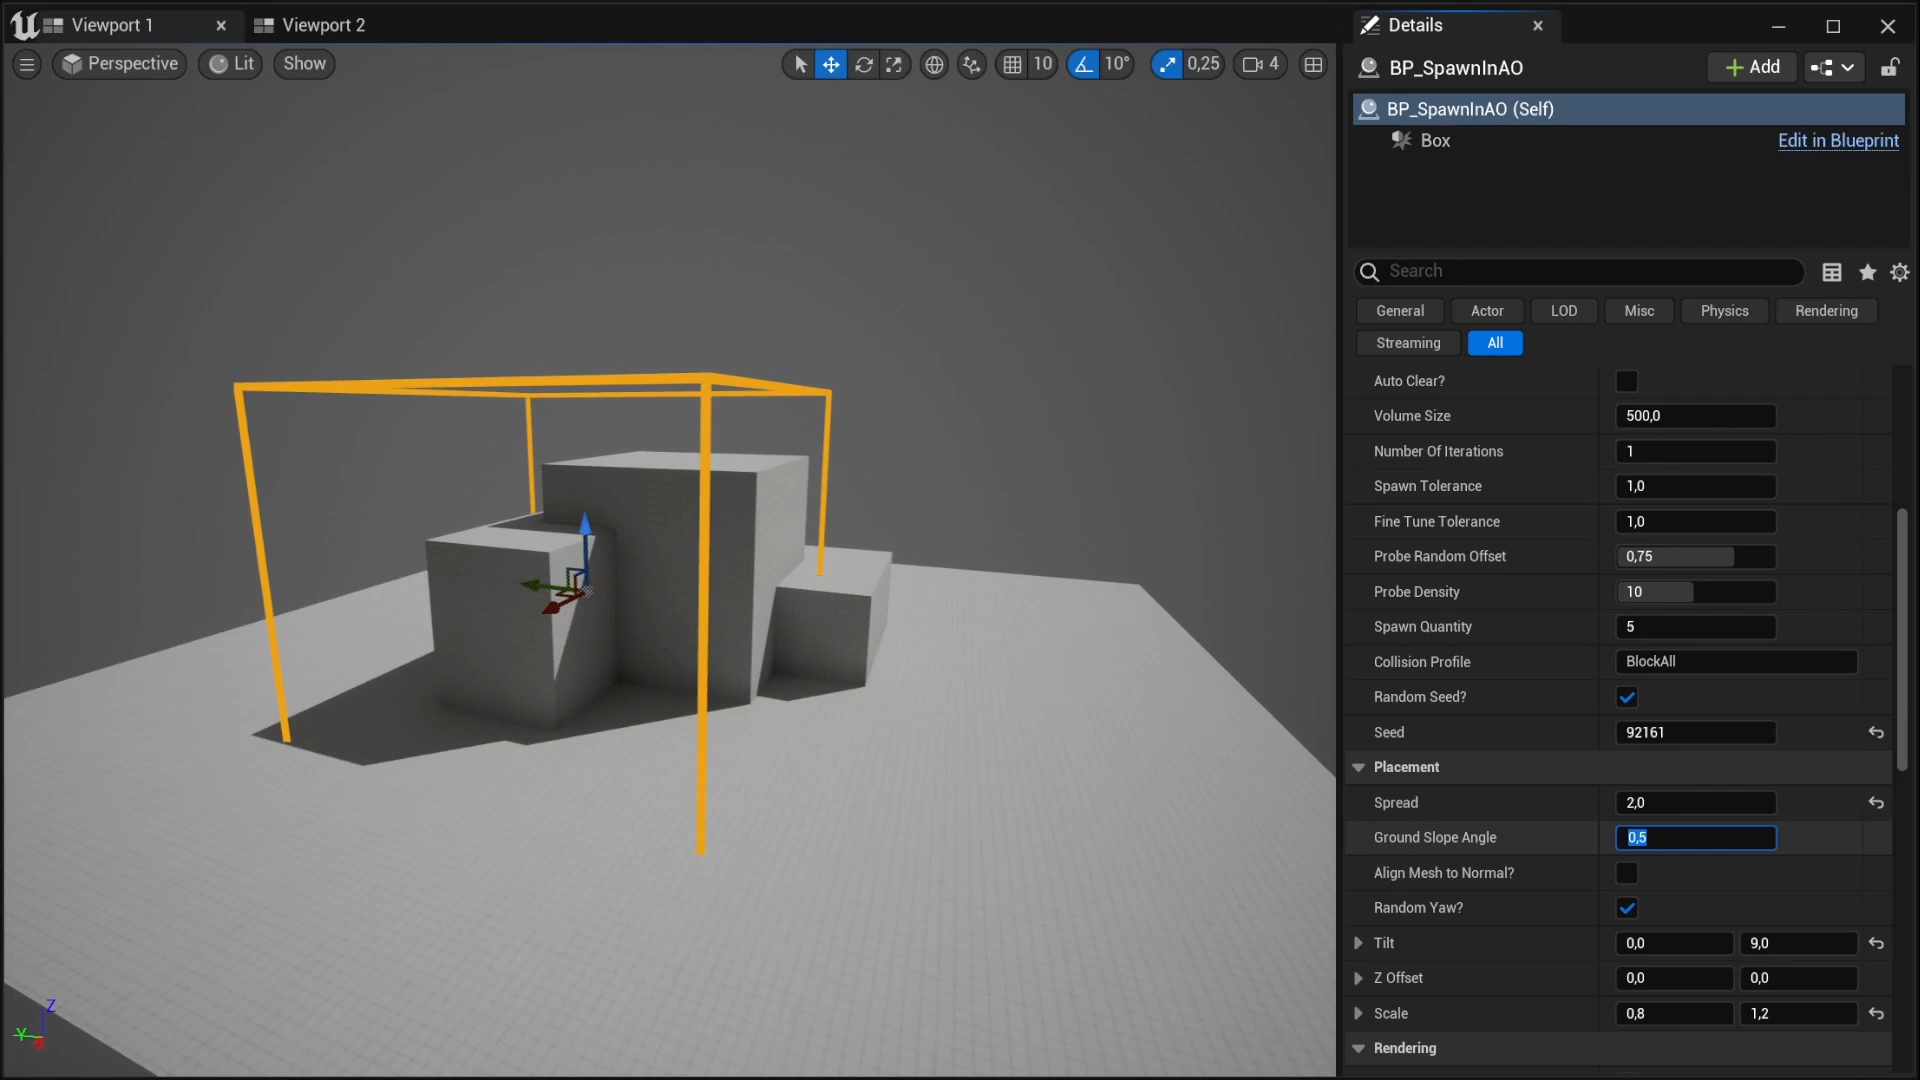 Viewport 1
Viewport 2
Details
Perspective
Lit
Show
10
10°
0,25
4
BP_SpawnInAO
Add
BP_SpawnInAO (Self)
Box
Edit in Blueprint
Search
General
Actor
LOD
Misc
Physics
Rendering
Streaming
All
Auto Clear?
Volume Size
500,0
Number Of Iterations
1
Spawn Tolerance
1,0
Fine Tune Tolerance
1,0
Probe Random Offset
0,75
Probe Density
10
Spawn Quantity
5
Collision Profile
BlockAll
Random Seed?
Seed
92161
Placement
Spread
2,0
Ground Slope Angle
0,5
Align Mesh to Normal?
Random Yaw?
Tilt
0,0
9,0
Z Offset
0,0
0,0
Scale
0,8
1,2
Rendering
Z
Y